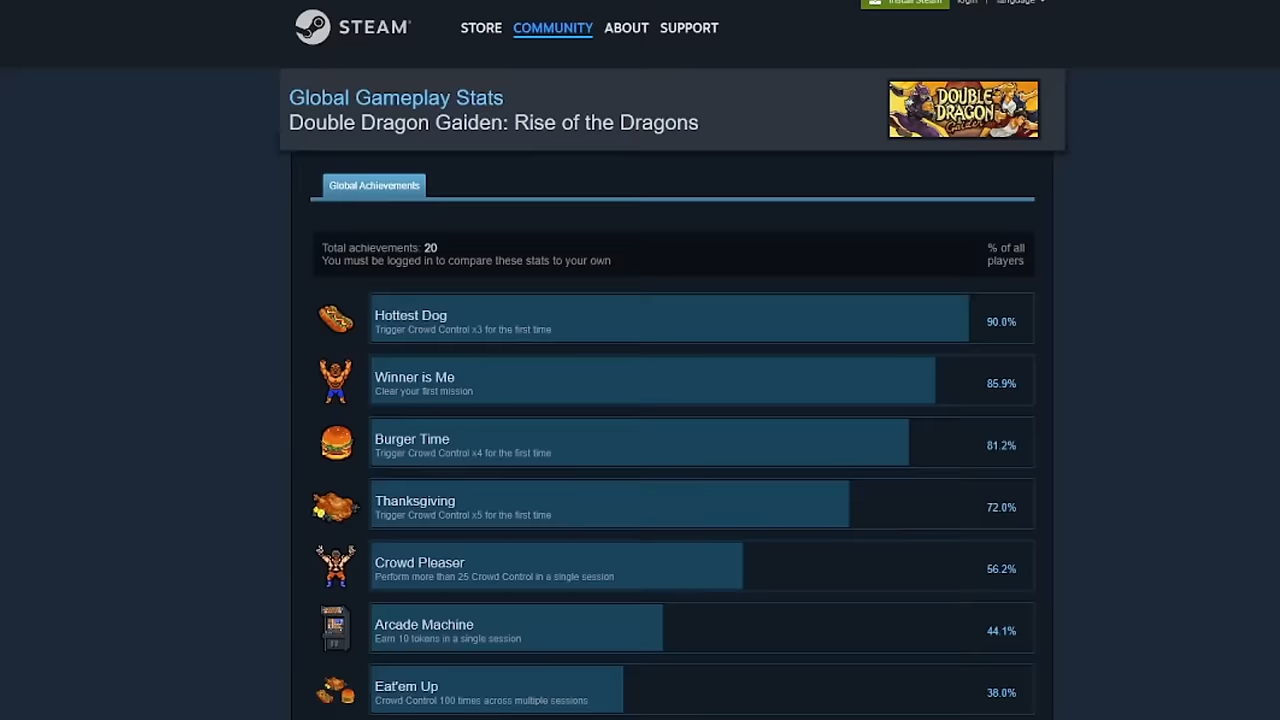 Install Steam login | language
STEAM®
STORE COMMUNITY ABOUT SUPPORT
Global Gameplay Stats
Double Dragon Gaiden: Rise of the Dragons
DOUBLE
DRAGON
Gaiden
Global Achievements
Total achievements: 20
You must be logged in to compare these stats to your own
% of all
players
Hottest Dog
Trigger Crowd Control x3 for the first time
90.0%
Winner is Me
Clear your first mission
85.9%
Burger Time
Trigger Crowd Control x4 for the first time
81.2%
Thanksgiving
Trigger Crowd Control x5 for the first time
72.0%
Crowd Pleaser
Perform more than 25 Crowd Control in a single session
56.2%
Arcade Machine
Earn 10 tokens in a single session
44.1%
Eat'em Up
Crowd Control 100 times across multiple sessions
38.0%